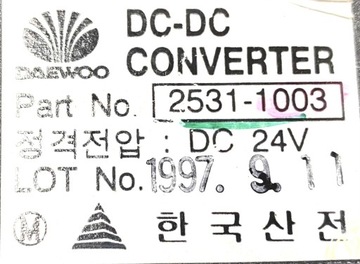 DAEWOO
DC-DC
CONVERTER
Part No. 2531-1003
정격전압 : DC 24V
LOT No. 1997. 9. 11
M 한국산전